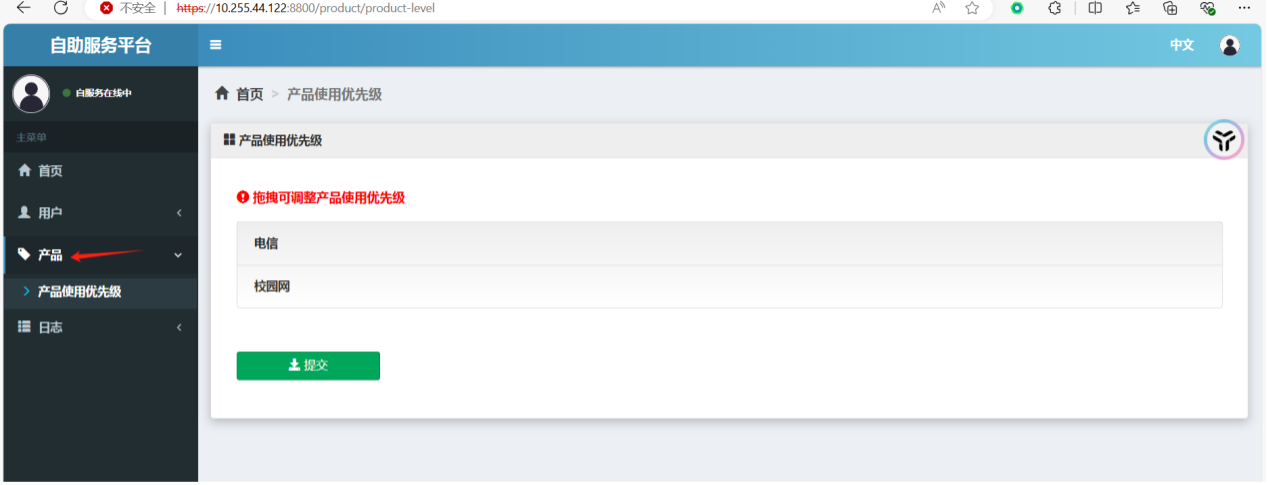 不安全 | https://10.255.44.122:8800/product/product-level
自助服务平台
中文
自服务在线中
首页 > 产品使用优先级
主菜单
产品使用优先级
首页
拖拽可调整产品使用优先级
用户
电信
产品
校园网
产品使用优先级
日志
提交